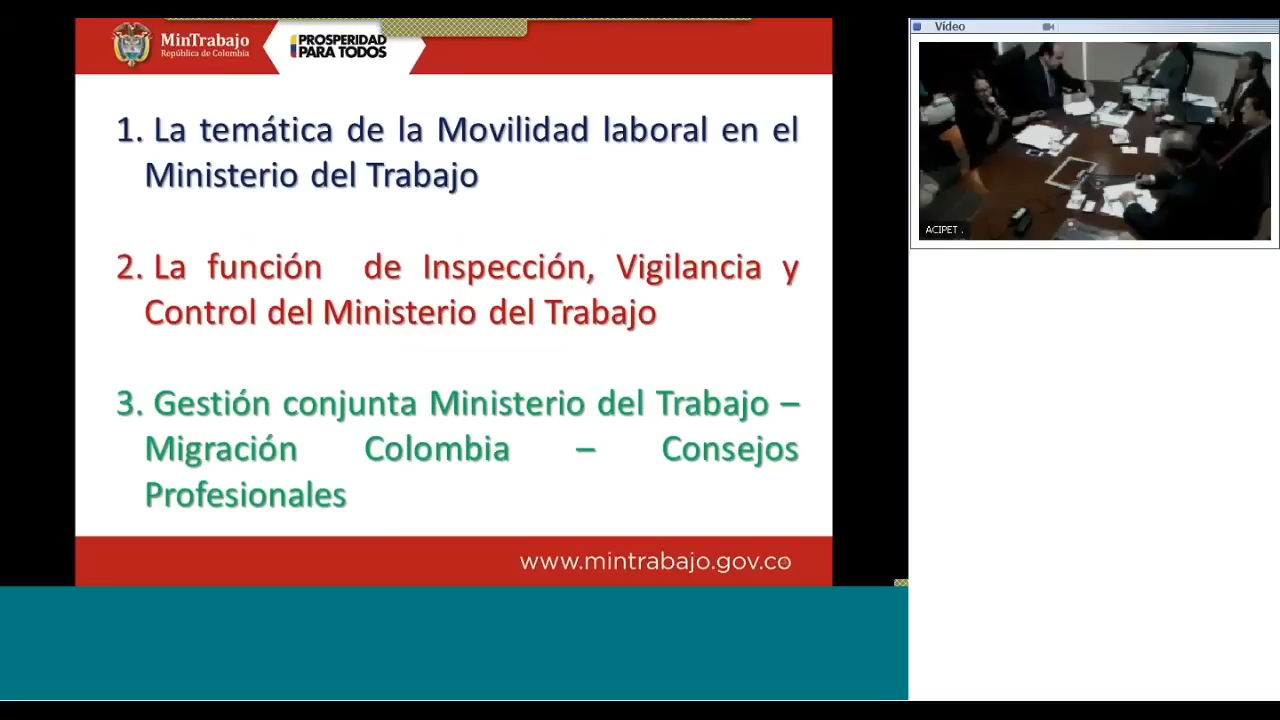 MinTrabajo
República de Colombia
PROSPERIDAD
PARA TODOS
1. La temática de la Movilidad laboral en el
Ministerio del Trabajo
2. La función de Inspección, Vigilancia y
Control del Ministerio del Trabajo
3. Gestión conjunta Ministerio del Trabajo –
Migración Colombia – Consejos
Profesionales
www.mintrabajo.gov.co
Vídeo
ACIPET .